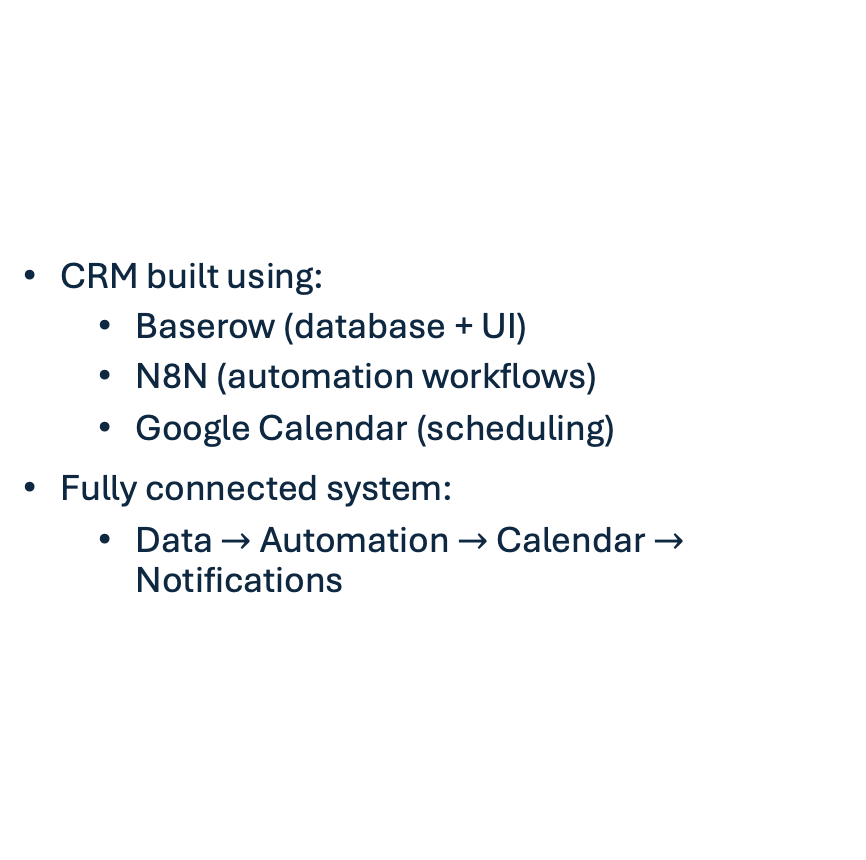 • CRM built using:
• Baserow (database + UI)
• N8N (automation workflows)
• Google Calendar (scheduling)
• Fully connected system:
• Data → Automation → Calendar →
Notifications